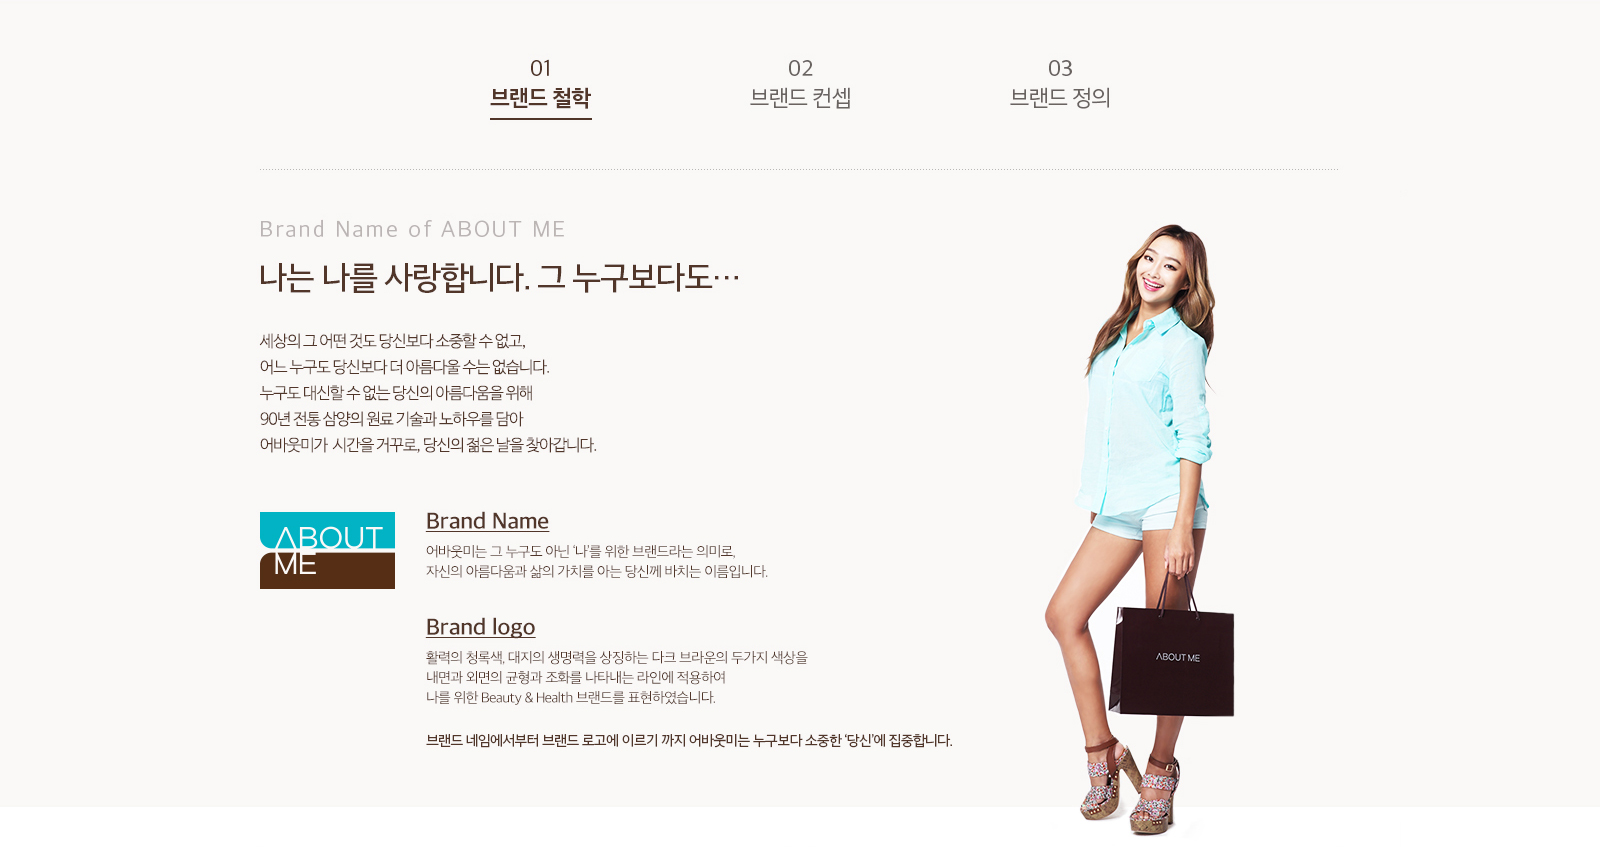 01
브랜드 철학
02
브랜드 컨셉
03
브랜드 정의
Brand Name of ABOUT ME
나는 나를 사랑합니다. 그 누구보다도…
세상의 그 어떤 것도 당신보다 소중할 수 없고,
어느 누구도 당신보다 더 아름다울 수는 없습니다.
누구도 대신할 수 없는 당신의 아름다움을 위해
90년 전통 삼양의 원료 기술과 노하우를 담아
어바웃미가 시간을 거꾸로, 당신의 젊은 날을 찾아갑니다.
ABOUT
ME
Brand Name
어바웃미는 그 누구도 아닌 '나'를 위한 브랜드라는 의미로,
자신의 아름다움과 삶의 가치를 아는 당신께 바치는 이름입니다.
Brand logo
활력의 청록색, 대지의 생명력을 상징하는 다크 브라운의 두가지 색상을
내면과 외면의 균형과 조화를 나타내는 라인에 적용하여
나를 위한 Beauty & Health 브랜드를 표현하였습니다.
브랜드 네임에서부터 브랜드 로고에 이르기 까지 어바웃미는 누구보다 소중한 '당신'에 집중합니다.
ABOUT ME